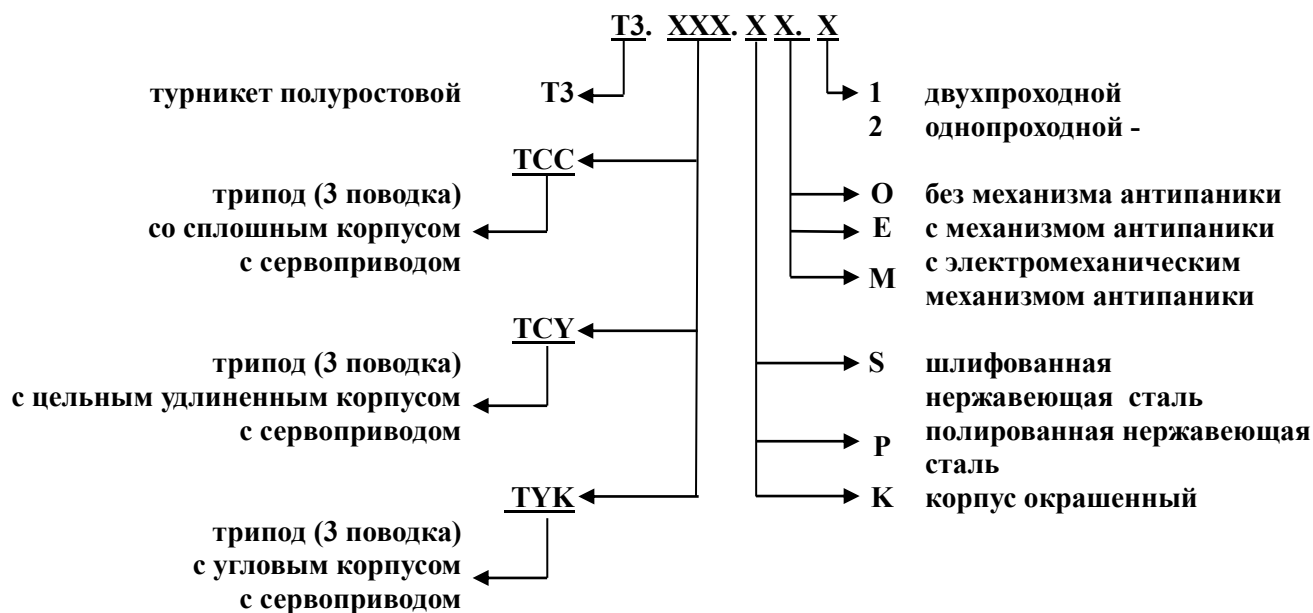 Т3. ХХХ. Х Х. Х
турникет полуростовой Т3
1 двухпроходной
2 однопроходной -
ТСС
трипод (3 поводка)
со сплошным корпусом
с сервоприводом
О без механизма антипаники
Е с механизмом антипаники
М с электромеханическим
механизмом антипаники
ТСУ
трипод (3 поводка)
с цельным удлиненным корпусом
с сервоприводом
S шлифованная
нержавеющая сталь
P полированная нержавеющая
сталь
К корпус окрашенный
ТУК
трипод (3 поводка)
с угловым корпусом
с сервоприводом